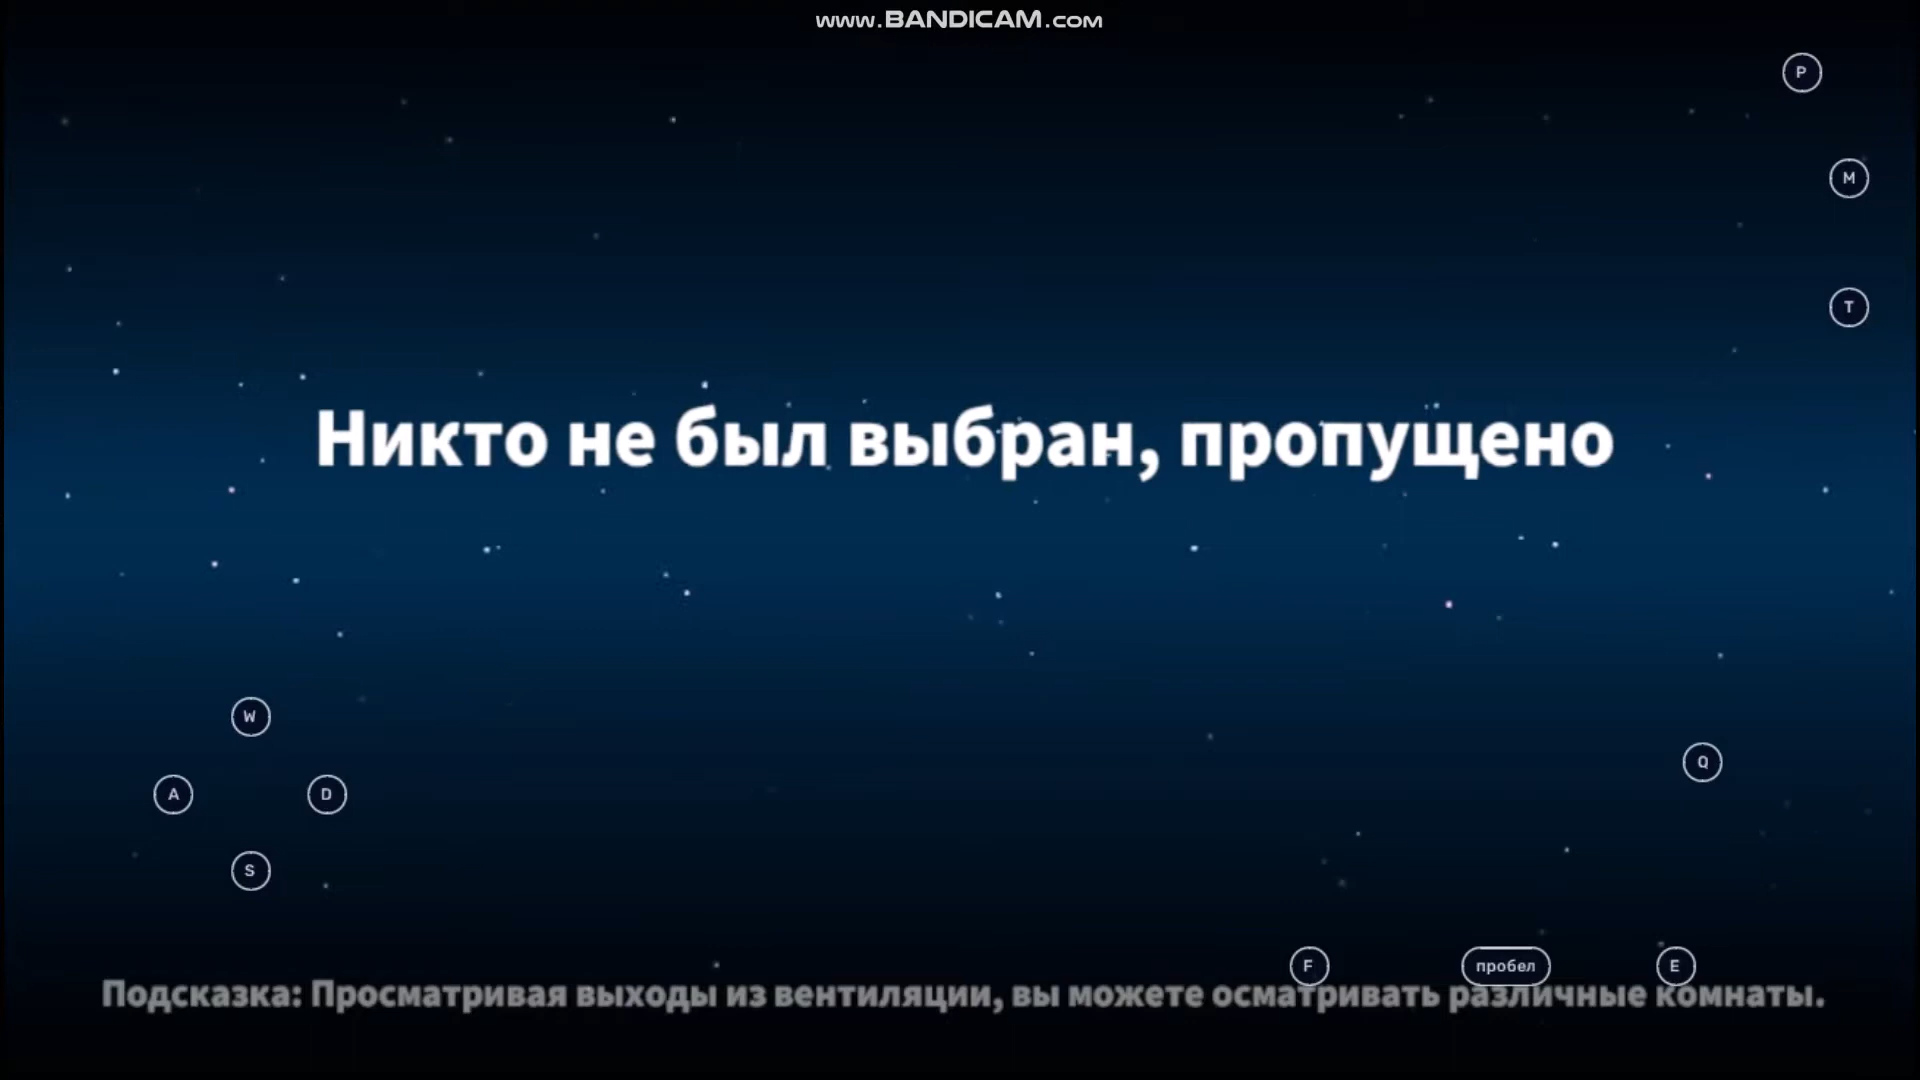 www.BANDICAM.com
P
M
T
Никто не был выбран, пропущено
W
Q
A
D
S
F
пробел
E
Подсказка: Просматривая выходы из вентиляции, вы можете осматривать различные комнаты.